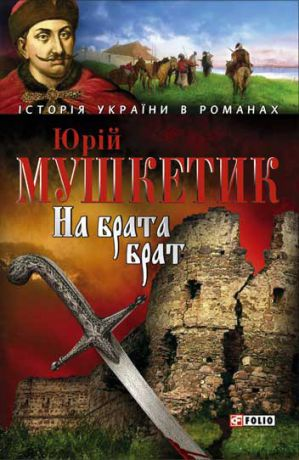 ІСТОРІЯ УКРАЇНИ В РОМАНАХ
Юрій
МУШКЕТИК
На брата
брат
FOLIO